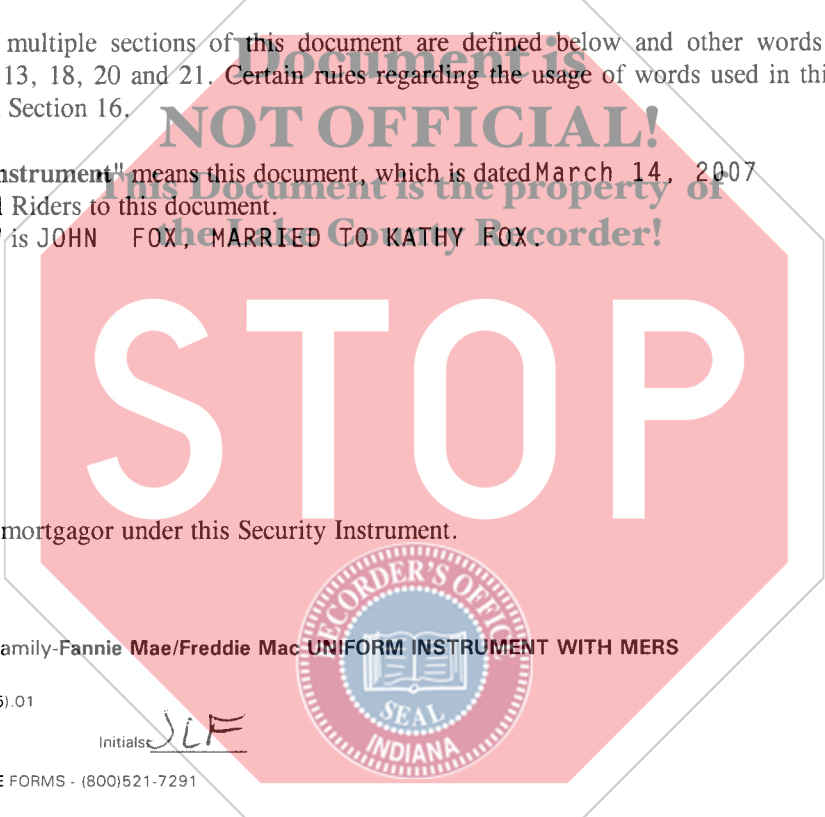 multiple sections of this document are defined below and other words
13, 18, 20 and 21. Certain rules regarding the usage of words used in thi
Section 16.
Document is
NOT OFFICIAL!
This Document is the property of
the Lake County Recorder!
nstrument" means this document, which is dated March 14, 2007
Riders to this document.
" is JOHN FOX, MARRIED TO KATHY FOX.
STOP
mortgagor under this Security Instrument.
RECORDER'S OFFIC
SEAL
INDIANA
amily-Fannie Mae/Freddie Mac UNIFORM INSTRUMENT WITH MERS
).01
Initials: JLF
FORMS - (800)521-7291